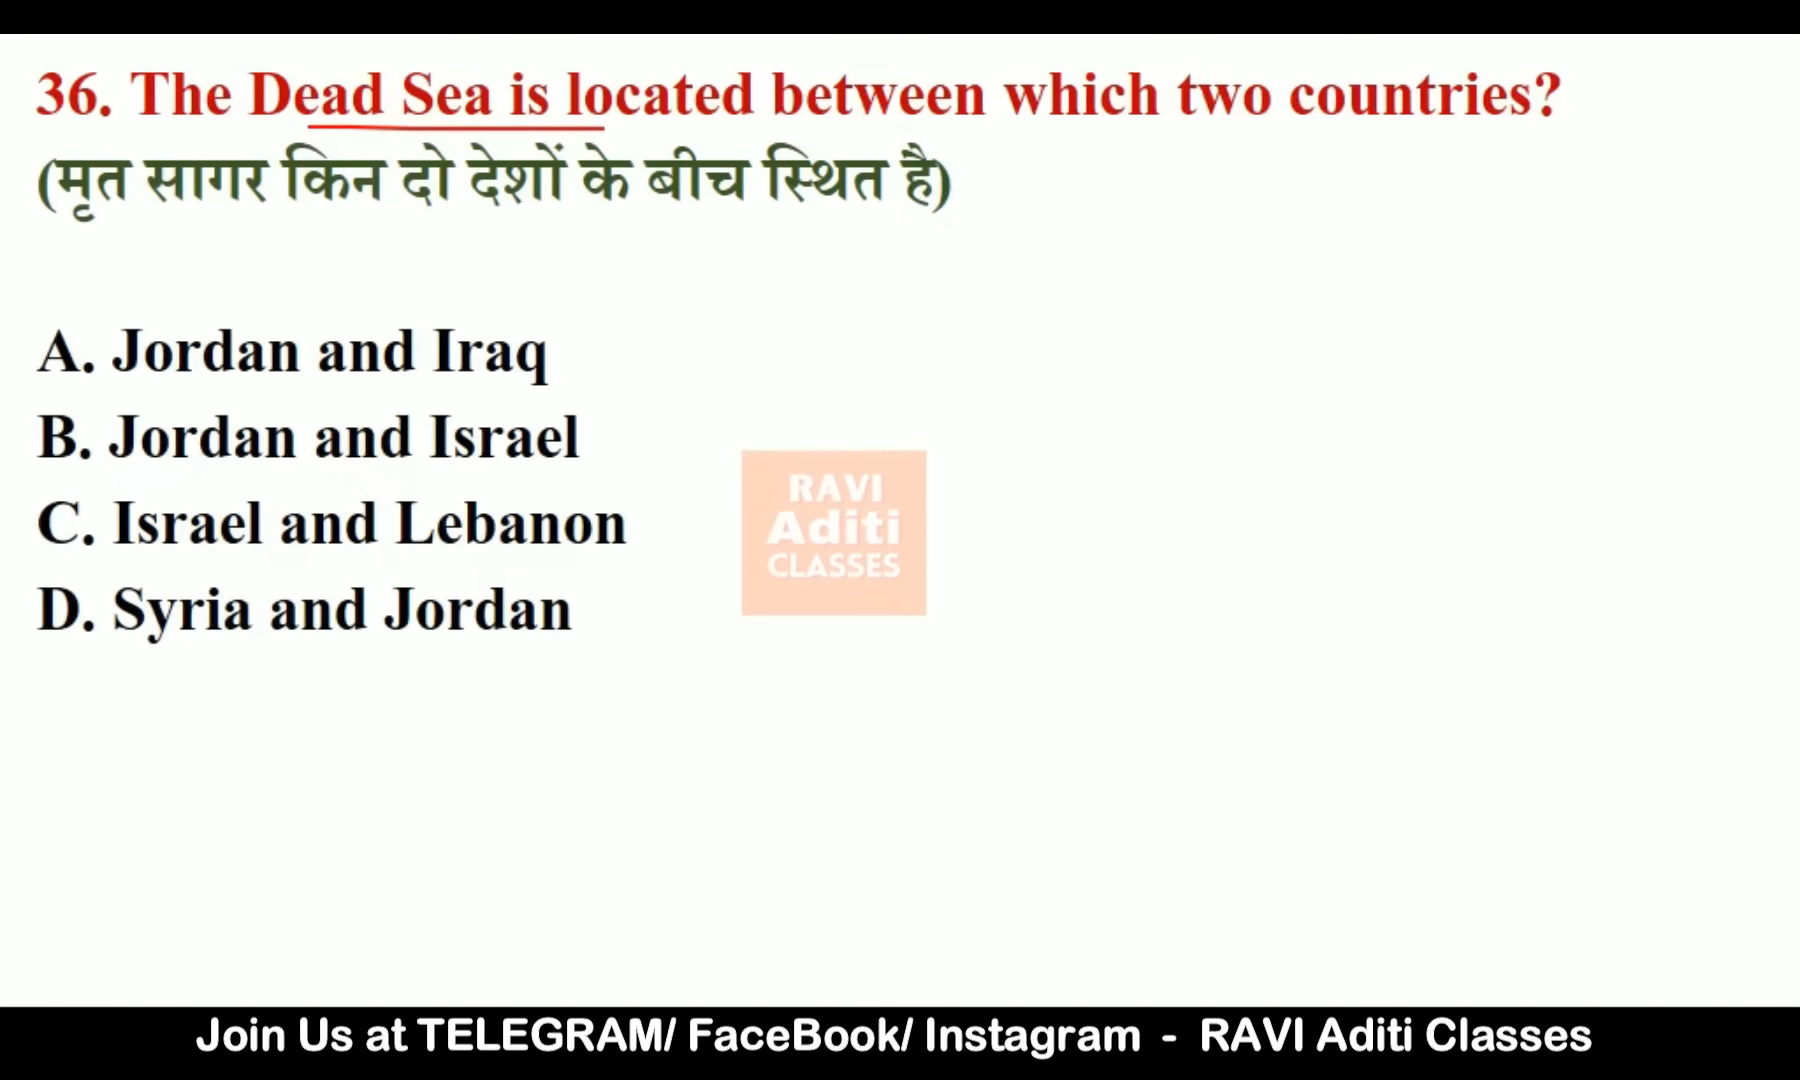 36. The Dead Sea is located between which two countries?
(मृत सागर किन दो देशों के बीच स्थित है)
A. Jordan and Iraq
B. Jordan and Israel
C. Israel and Lebanon
D. Syria and Jordan
RAVI
Aditi
CLASSES
Join Us at TELEGRAM/ FaceBook/ Instagram - RAVI Aditi Classes